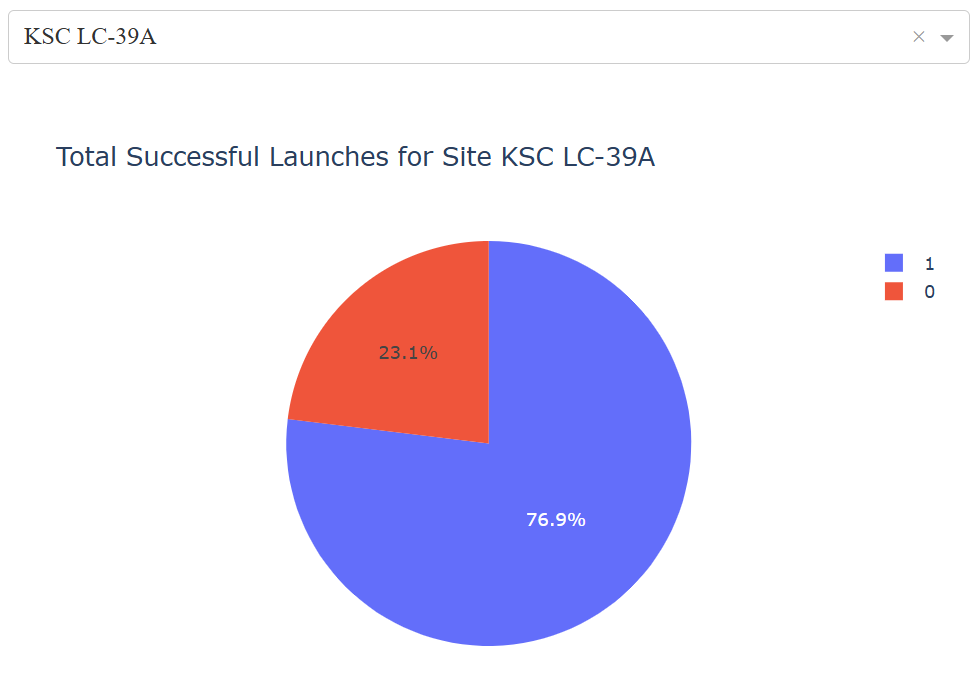 KSC LC-39A
Total Successful Launches for Site KSC LC-39A
1
0
23.1%
76.9%